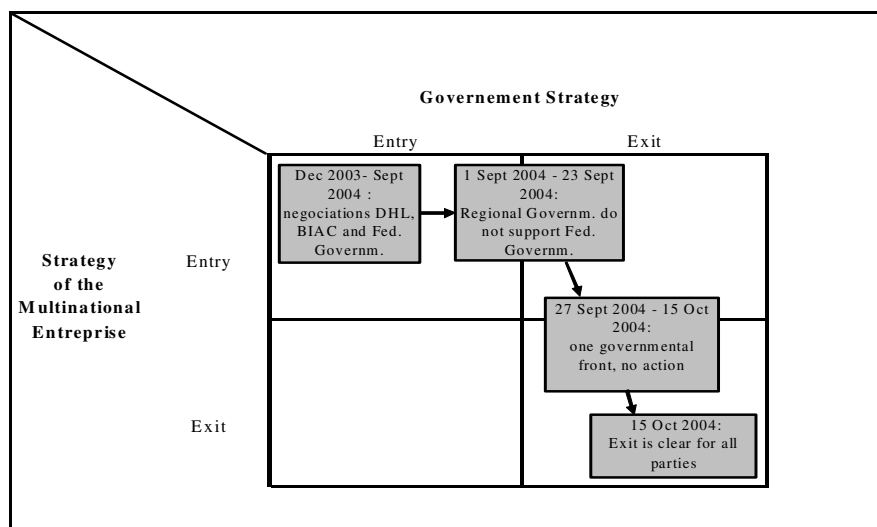 Governement Strategy
Entry
Exit
Dec 2003- Sept
2004 :
negociations DHL,
BIAC and Fed.
Governm.
1 Sept 2004 - 23 Sept
2004:
Regional Governm. do
not support Fed.
Governm.
Strategy
of the
Multinational
Entreprise
Entry
27 Sept 2004 - 15 Oct
2004:
one governmental
front, no action
Exit
15 Oct 2004:
Exit is clear for all
parties